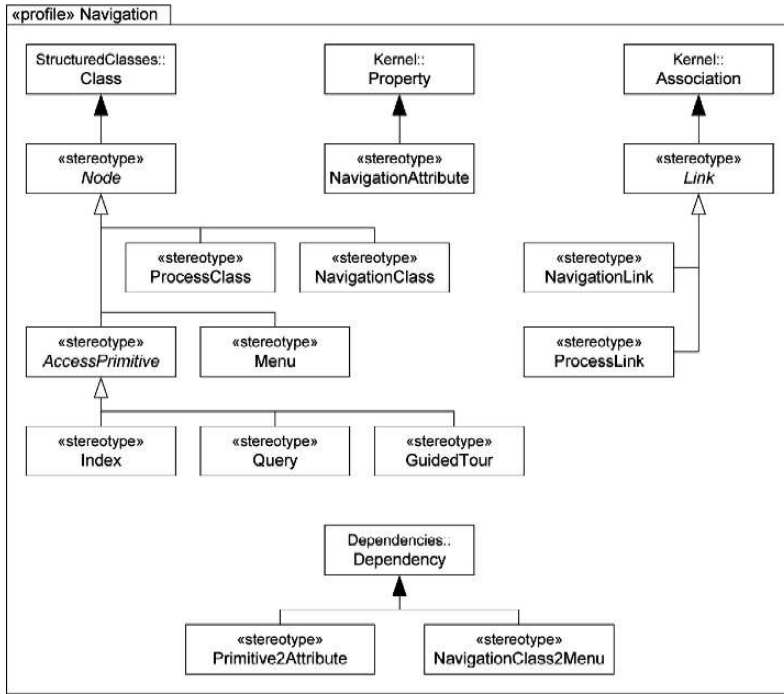 «profile» Navigation
StructuredClasses::
Class
Kernel::
Property
Kernel::
Association
«stereotype»
Node
«stereotype»
NavigationAttribute
«stereotype»
Link
«stereotype»
ProcessClass
«stereotype»
NavigationClass
«stereotype»
NavigationLink
«stereotype»
AccessPrimitive
«stereotype»
Menu
«stereotype»
ProcessLink
«stereotype»
Index
«stereotype»
Query
«stereotype»
GuidedTour
Dependencies::
Dependency
«stereotype»
Primitive2Attribute
«stereotype»
NavigationClass2Menu